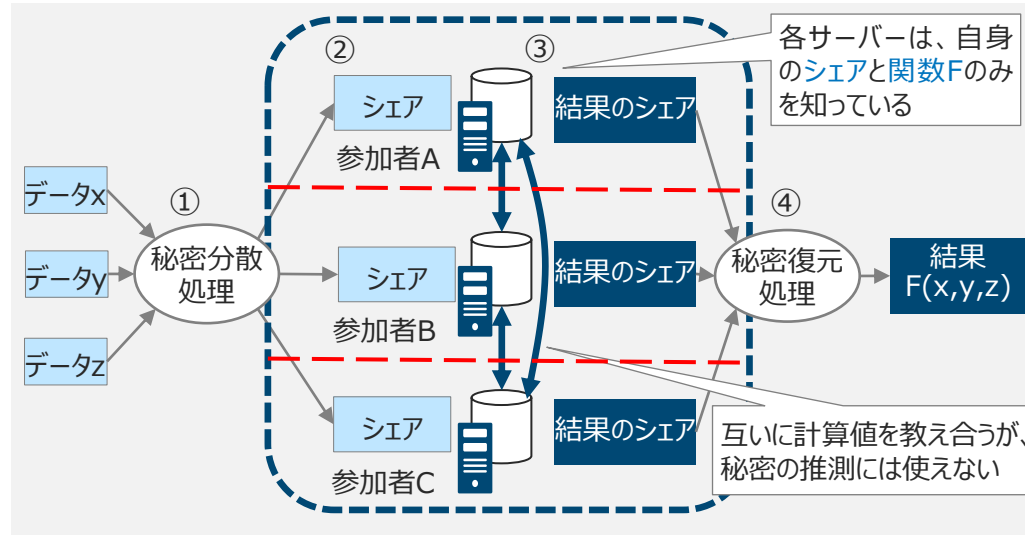 データx
データy
データz
①
秘密分散
処理
②
シェア
参加者A
シェア
参加者B
シェア
参加者C
③
結果のシェア
結果のシェア
結果のシェア
各サーバーは、自身
のシェアと関数Fのみ
を知っている
④
秘密復元
処理
結果
F(x,y,z)
互いに計算値を教え合うが、
秘密の推測には使えない